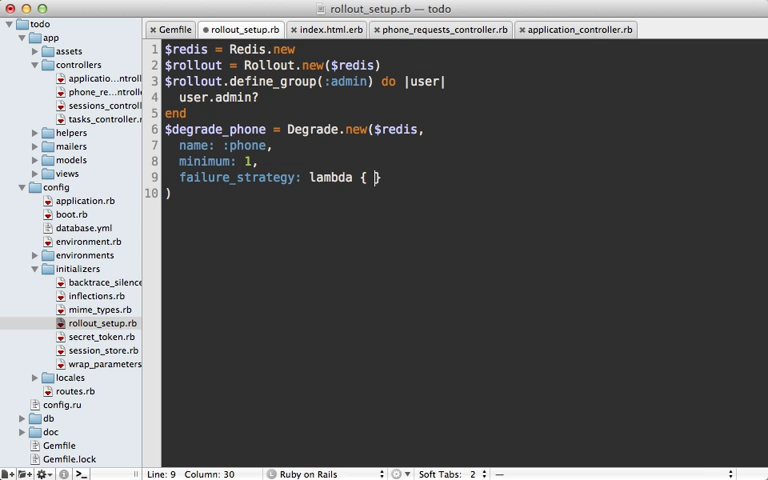 rollout_setup.rb — todo
todo
app
assets
controllers
applicatio…ntroll
phone_re…ntroll
sessions_controll
tasks_controller.r
helpers
mailers
models
views
config
application.rb
boot.rb
database.yml
environment.rb
environments
initializers
backtrace_silence
inflections.rb
mime_types.rb
rollout_setup.rb
secret_token.rb
session_store.rb
wrap_parameters
locales
routes.rb
config.ru
db
doc
Gemfile
Gemfile.lock
Gemfile rollout_setup.rb index.html.erb phone_requests_controller.rb application_controller.rb
1 $redis = Redis.new
2 $rollout = Rollout.new($redis)
3 $rollout.define_group(:admin) do |user|
4 user.admin?
5 end
6 $degrade_phone = Degrade.new($redis,
7 name: :phone,
8 minimum: 1,
9 failure_strategy: lambda { }
10 )
Line: 9 Column: 30 Ruby on Rails Soft Tabs: 2 —